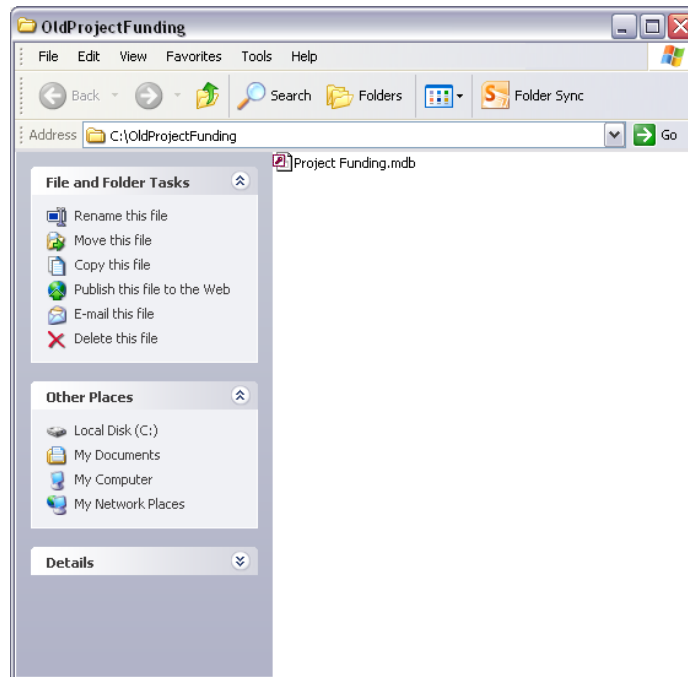 OldProjectFunding
File Edit View Favorites Tools Help
Back Search Folders Folder Sync
Address C:\OldProjectFunding Go
Project Funding.mdb
File and Folder Tasks
Rename this file
Move this file
Copy this file
Publish this file to the Web
E-mail this file
Delete this file
Other Places
Local Disk (C:)
My Documents
My Computer
My Network Places
Details